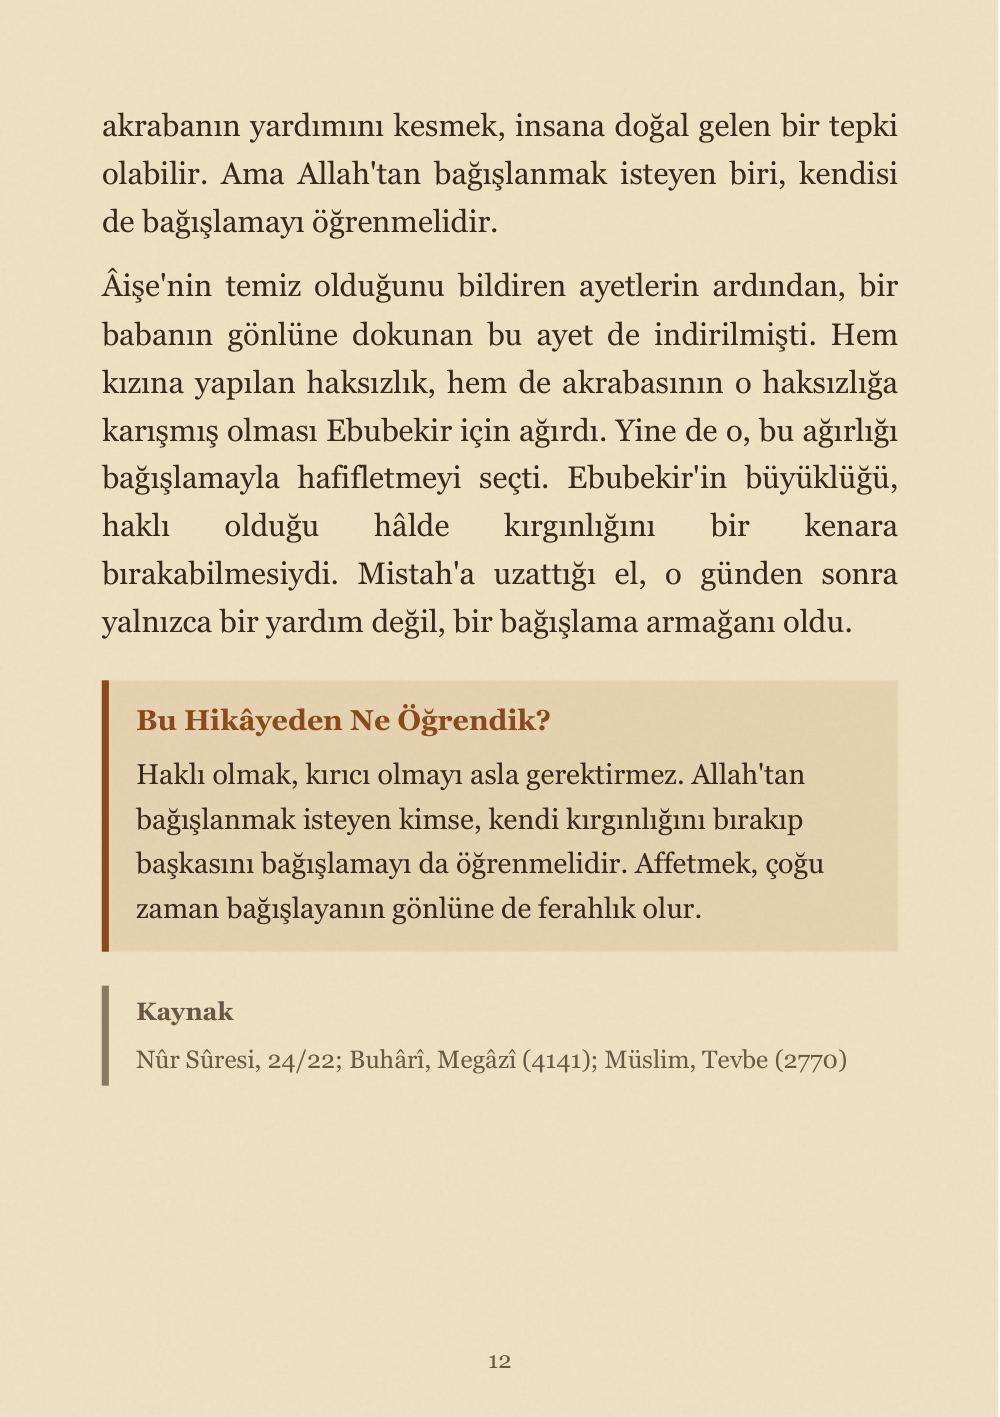 akrabanın yardımını kesmek, insana doğal gelen bir tepki
olabilir. Ama Allah'tan bağışlanmak isteyen biri, kendisi
de bağışlamayı öğrenmelidir.
Âişe'nin temiz olduğunu bildiren ayetlerin ardından, bir
babanın gönlüne dokunan bu ayet de indirilmişti. Hem
kızına yapılan haksızlık, hem de akrabasının o haksızlığa
karışmış olması Ebubekir için ağırdı. Yine de o, bu ağırlığı
bağışlamayla hafifletmeyi seçti. Ebubekir'in büyüklüğü,
haklı olduğu hâlde kırgınlığını bir kenara
bırakabilmesiydi. Mistah'a uzattığı el, o günden sonra
yalnızca bir yardım değil, bir bağışlama armağanı oldu.
Bu Hikâyeden Ne Öğrendik?
Haklı olmak, kırıcı olmayı asla gerektirmez. Allah'tan
bağışlanmak isteyen kimse, kendi kırgınlığını bırakıp
başkasını bağışlamayı da öğrenmelidir. Affetmek, çoğu
zaman bağışlayanın gönlüne de ferahlık olur.
Kaynak
Nûr Sûresi, 24/22; Buhârî, Megâzî (4141); Müslim, Tevbe (2770)
12